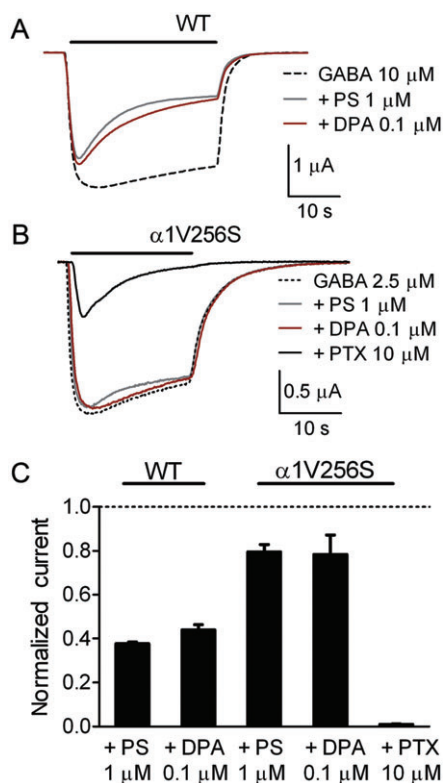 A
WT
GABA 10 μM
+ PS 1 μM
+ DPA 0.1 μM
1 μA
10 s
B
α1V256S
GABA 2.5 μM
+ PS 1 μM
+ DPA 0.1 μM
+ PTX 10 μM
0.5 μA
10 s
C
WT α1V256S
Normalized current
1.0
0.8
0.6
0.4
0.2
0.0
+ PS + DPA + PS + DPA + PTX
1 μM 0.1 μM 1 μM 0.1 μM 10 μM